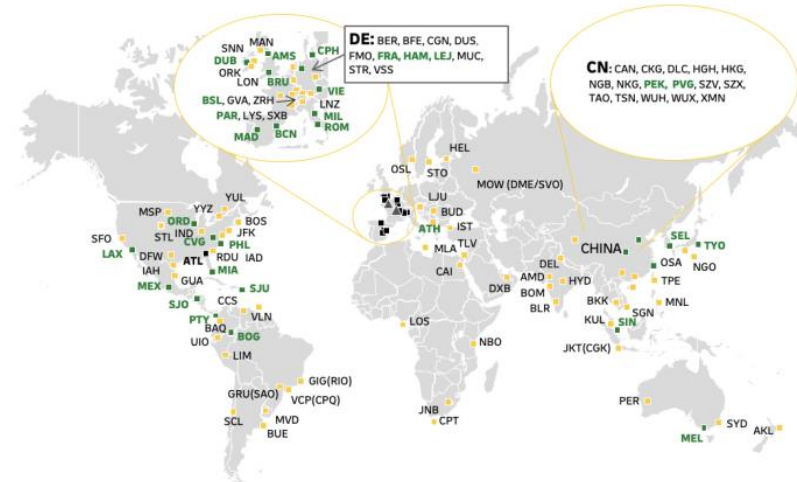 SNN MAN
DUB AMS CPH
ORK
LON BRU
VIE
BSL, GVA, ZRH LNZ
PAR, LYS, SXB MIL
ROM
MAD BCN
DE: BER, BFE, CGN, DUS,
FMO, FRA, HAM, LEJ, MUC,
STR, VSS
CN: CAN, CKG, DLC, HGH, HKG,
NGB, NKG, PEK, PVG, SZV, SZX,
TAO, TSN, WUH, WUX, XMN
HEL
OSL STO
MOW (DME/SVO)
YUL
MSP YYZ
ORD BOS
SFO STL IND CVG JFK
PHL
LAX DFW ATL RDU IAD
IAH MIA
GUA
MEX
SJO CCS SJU
VLN
PTY
BAQ BOG
UIO
LIM
GIG(RIO)
GRU(SAO)
VCP(CPQ)
SCL MVD
BUE
LJU
BUD
ATH IST
MLA TLV
CAI
LOS
NBO
JNB
CPT
DXB
DEL
AMD
BOM HYD
BLR
CHINA
SEL
TYO
OSA NGO
TPE
BKK MNL
SGN
KUL SIN
JKT(CGK)
PER
SYD
AKL
MEL